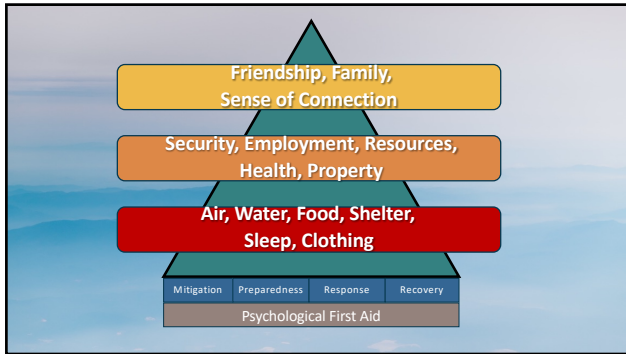 Friendship, Family,
Sense of Connection
Security, Employment, Resources,
Health, Property
Air, Water, Food, Shelter,
Sleep, Clothing
Mitigation Preparedness Response Recovery
Psychological First Aid